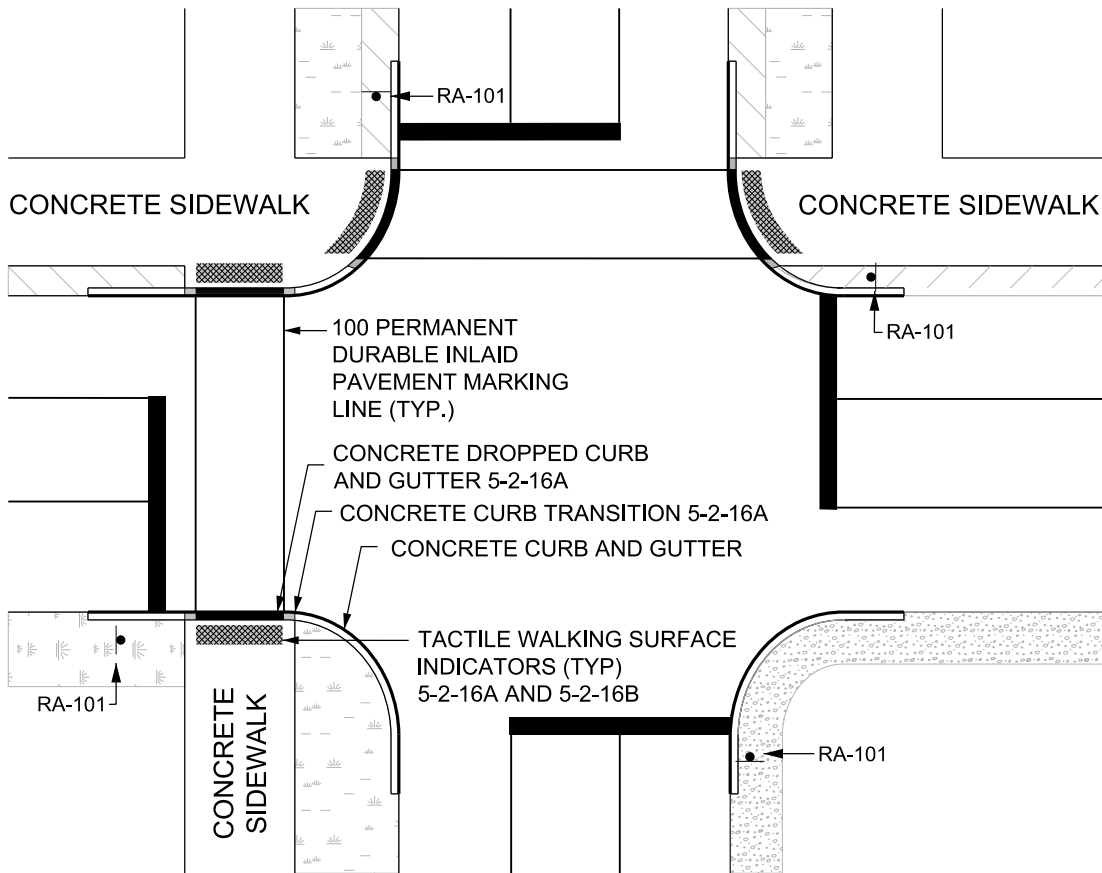 RA-101
CONCRETE SIDEWALK
CONCRETE SIDEWALK
RA-101
100 PERMANENT
DURABLE INLAID
PAVEMENT MARKING
LINE (TYP.)
CONCRETE DROPPED CURB
AND GUTTER 5-2-16A
CONCRETE CURB TRANSITION 5-2-16A
CONCRETE CURB AND GUTTER
TACTILE WALKING SURFACE
INDICATORS (TYP)
5-2-16A AND 5-2-16B
RA-101
CONCRETE
SIDEWALK
RA-101